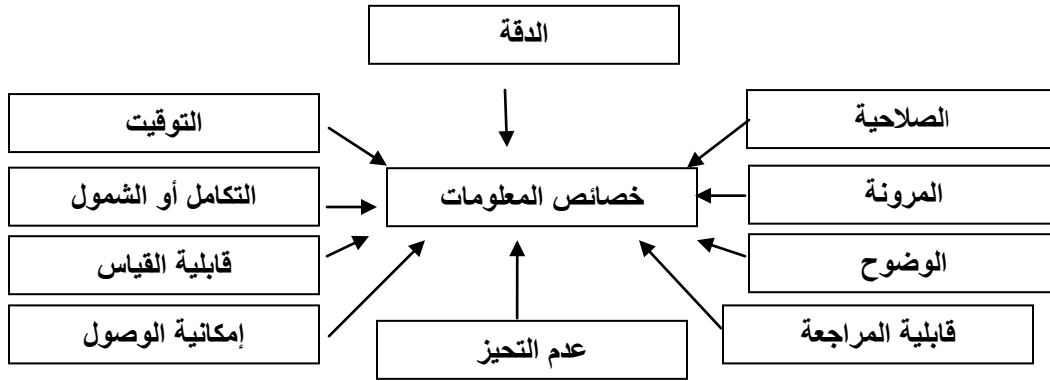 الدقة
الصلاحية
التوقيت
المرونة
خصائص المعلومات
التكامل أو الشمول
الوضوح
قابلية القياس
قابلية المراجعة
عدم التحيز
إمكانية الوصول